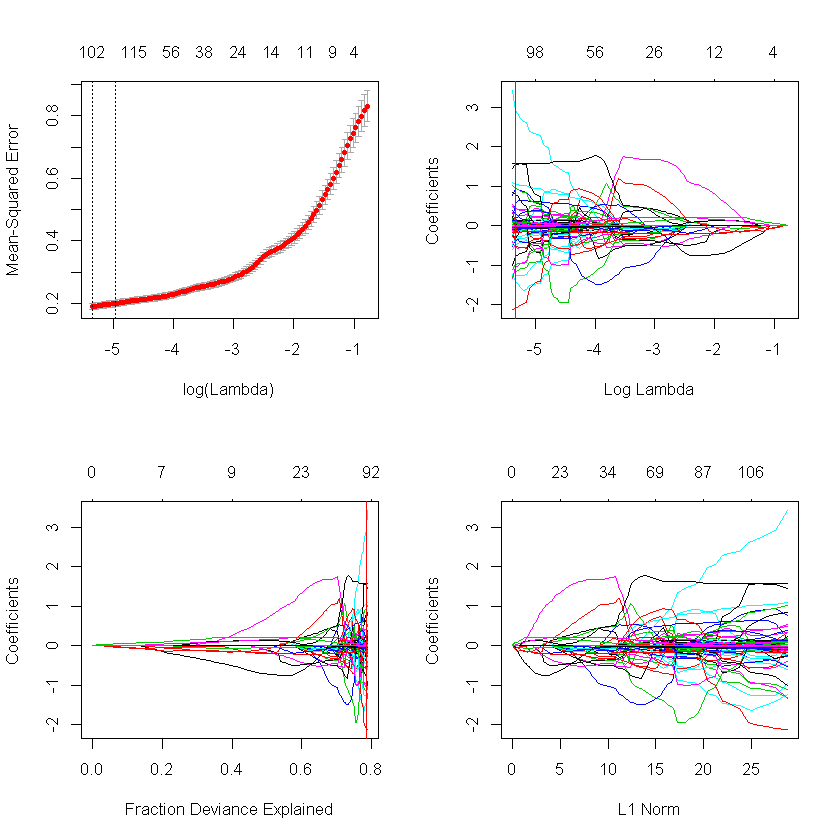 102 115 56 38 24 14 11 9 4
Mean-Squared Error
0.2 0.4 0.6 0.8
-5 -4 -3 -2 -1
log(Lambda)
98 56 26 12 4
Coefficients
-2 -1 0 1 2 3
-5 -4 -3 -2 -1
Log Lambda
0 7 9 23 92
Coefficients
-2 -1 0 1 2 3
0.0 0.2 0.4 0.6 0.8
Fraction Deviance Explained
0 23 34 69 87 106
Coefficients
-2 -1 0 1 2 3
0 5 10 15 20 25
L1 Norm